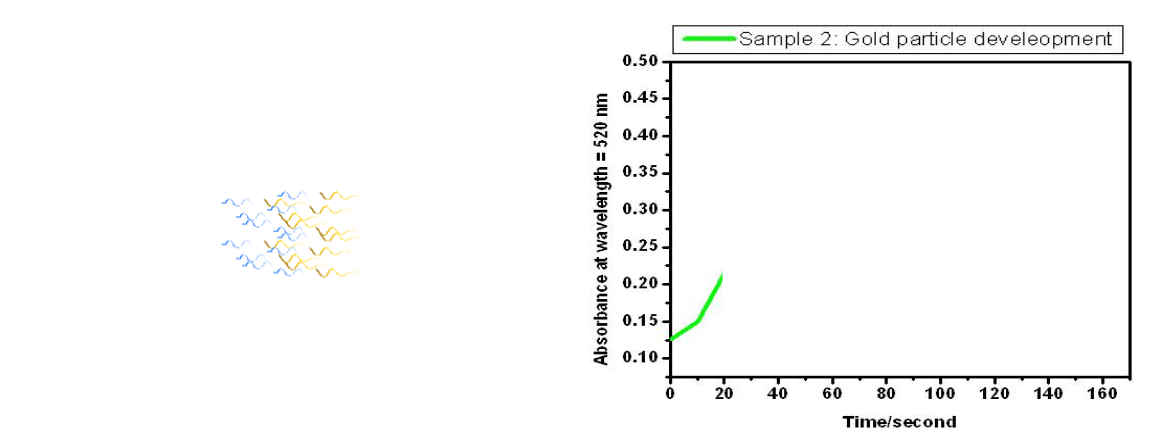 Sample 2: Gold particle develeopment
0.50
0.45
0.40
0.35
0.30
0.25
0.20
0.15
0.10
Absorbance at wavelength = 520 nm
0 20 40 60 80 100 120 140 160
Time/second